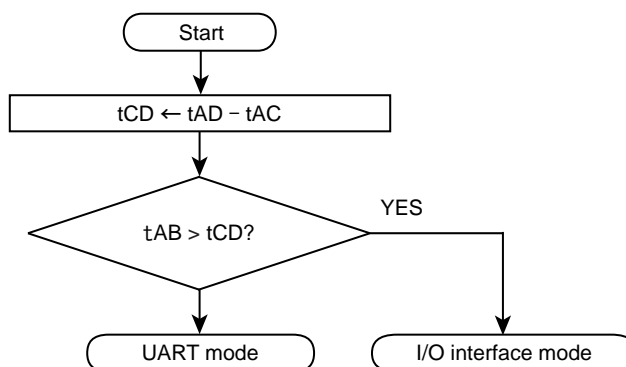 Start
tCD ← tAD − tAC
YES
tAB > tCD?
UART mode
I/O interface mode